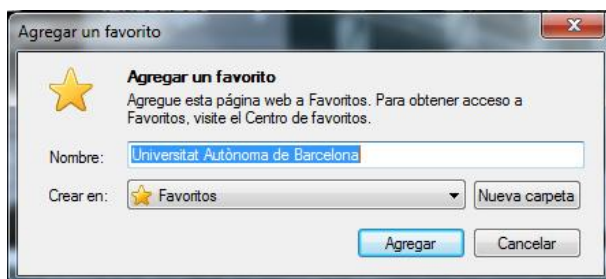 Agregar un favorito
Agregar un favorito
Agregue esta página web a Favoritos. Para obtener acceso a
Favoritos, visite el Centro de favoritos.
Nombre: Universitat Autònoma de Barcelona
Crear en: Favoritos Nueva carpeta
Agregar Cancelar